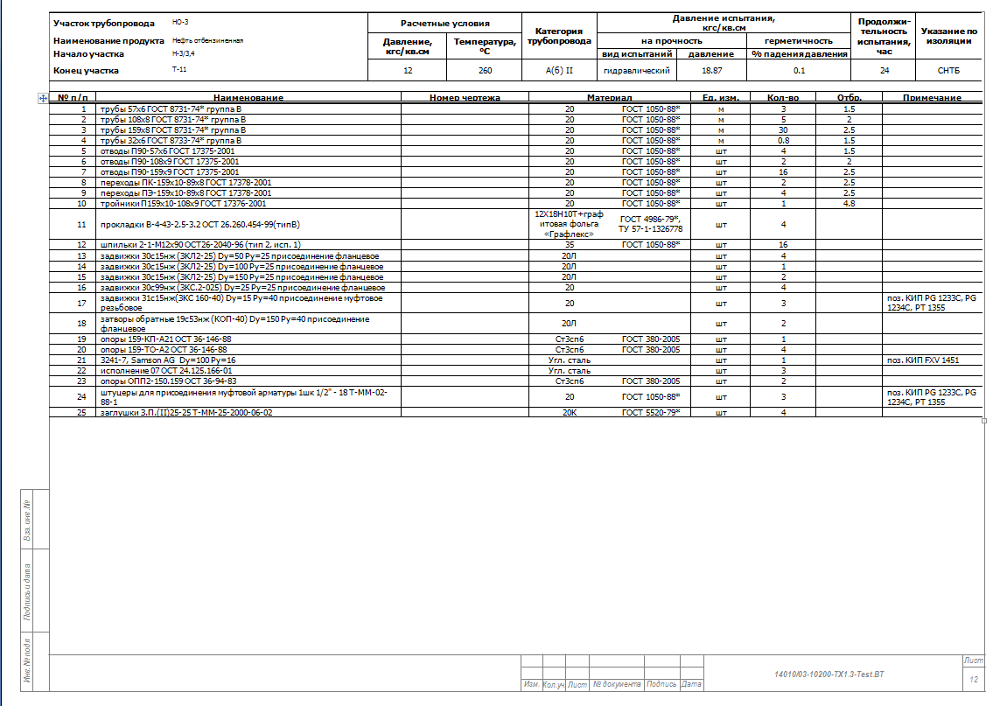 Участок трубопровода НО-3
Наименование продукта Нефть отбензиненная
Начало участка Н-3/3,4
Конец участка Т-11
Расчетные условия
Давление, кгс/кв.см
Температура, °С
Категория трубопровода
Давление испытания, кгс/кв.см
на прочность
герметичность
вид испытаний
давление
% падения давления
Продолжи-тельность испытания, час
Указание по изоляции
12 260 А(б) II гидравлический 18.87 0.1 24 СНТБ
№ п/п Наименование Номер чертежа Материал Ед. изм. Кол-во Отбр. Примечание
1 трубы 57х6 ГОСТ 8731-74* группа В 20 ГОСТ 1050-88* м 3 1.5
2 трубы 108х8 ГОСТ 8731-74* группа В 20 ГОСТ 1050-88* м 5 2
3 трубы 159х8 ГОСТ 8731-74* группа В 20 ГОСТ 1050-88* м 30 2.5
4 трубы 32х6 ГОСТ 8733-74* группа В 20 ГОСТ 1050-88* м 0.8 1.5
5 отводы П90-57х6 ГОСТ 17375-2001 20 ГОСТ 1050-88* шт 4 1.5
6 отводы П90-108х9 ГОСТ 17375-2001 20 ГОСТ 1050-88* шт 2 2
7 отводы П90-159х9 ГОСТ 17375-2001 20 ГОСТ 1050-88* шт 16 2.5
8 переходы ПК-159х10-89х8 ГОСТ 17378-2001 20 ГОСТ 1050-88* шт 2 2.5
9 переходы ПЭ-159х10-89х8 ГОСТ 17378-2001 20 ГОСТ 1050-88* шт 4 2.5
10 тройники П159х10-108х9 ГОСТ 17376-2001 20 ГОСТ 1050-88* шт 1 4.8
11 прокладки В-4-43-2.5-3.2 ОСТ 26.260.454-99(типВ) 12Х18Н10Т+граф итовая фольга «Графлекс» ГОСТ 4986-79*, ТУ 57-1-1326778 шт 4
12 шпильки 2-1-М12х90 ОСТ26-2040-96 (тип 2, исп. 1) 35 ГОСТ 1050-88* шт 16
13 задвижки 30с15нж (ЗКЛ2-25) Dy=50 Ру=25 присоединение фланцевое 20Л шт 4
14 задвижки 30с15нж (ЗКЛ2-25) Dy=100 Ру=25 присоединение фланцевое 20Л шт 1
15 задвижки 30с15нж (ЗКЛ2-25) Dy=150 Ру=25 присоединение фланцевое 20Л шт 2
16 задвижки 30с99нж (ЗКС.2-025) Dy=25 Ру=25 присоединение фланцевое 20 шт 4
17 задвижки 31с15нж(ЗКС 160-40) Dy=15 Ру=40 присоединение муфтовое резьбовое 20 шт 3 поз. КИП PG 1233C, PG 1234C, PT 1355
18 затворы обратные 19с53нж (КОП-40) Dy=150 Ру=40 присоединение фланцевое 20Л шт 2
19 опоры 159-КП-А21 ОСТ 36-146-88 Ст3сп6 ГОСТ 380-2005 шт 1
20 опоры 159-ТО-А2 ОСТ 36-146-88 Ст3сп6 ГОСТ 380-2005 шт 4
21 3241-7, Samson AG Dy=100 Ру=16 Угл. сталь шт 1 поз. КИП FXV 1451
22 исполнение 07 ОСТ 24.125.166-01 Угл. сталь шт 3
23 опоры ОПП2-150.159 ОСТ 36-94-83 Ст3сп6 ГОСТ 380-2005 шт 2
24 штуцеры для присоединения муфтовой арматуры 1шк 1/2" - 18 Т-ММ-02-88-1 20 ГОСТ 1050-88* шт 3 поз. КИП PG 1233C, PG 1234C, PT 1355
25 заглушки З.П.(II)25-25 Т-ММ-25-2000-06-02 20К ГОСТ 5520-79* шт 4
Вза. инв. №
Подпись и дата
Инв. № подл
Изм. Кол.уч Лист № документа Подпись Дата
14010/03-10200-ТХ1.3-Test.ВТ
Лист
12